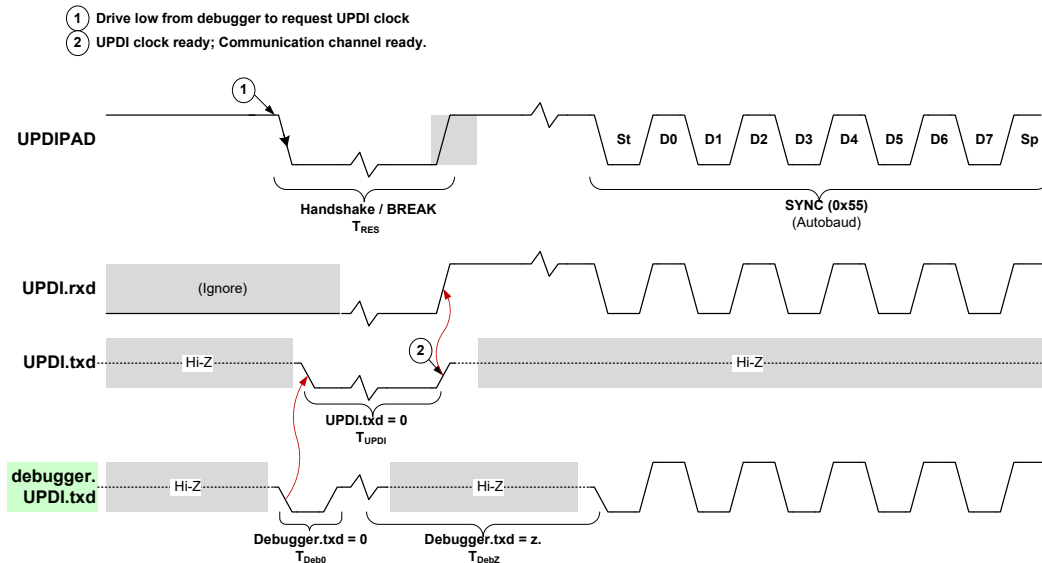 1 Drive low from debugger to request UPDI clock
2 UPDI clock ready; Communication channel ready.
1
UPDIPAD
St D0 D1 D2 D3 D4 D5 D6 D7 Sp
Handshake / BREAK
TRES
SYNC (0x55)
(Autobaud)
UPDI.rxd
(Ignore)
2
UPDI.txd
Hi-Z
Hi-Z
UPDI.txd = 0
TUPDI
debugger.
UPDI.txd
Hi-Z
Hi-Z
Debugger.txd = 0
TDeb0
Debugger.txd = z.
TDebZ